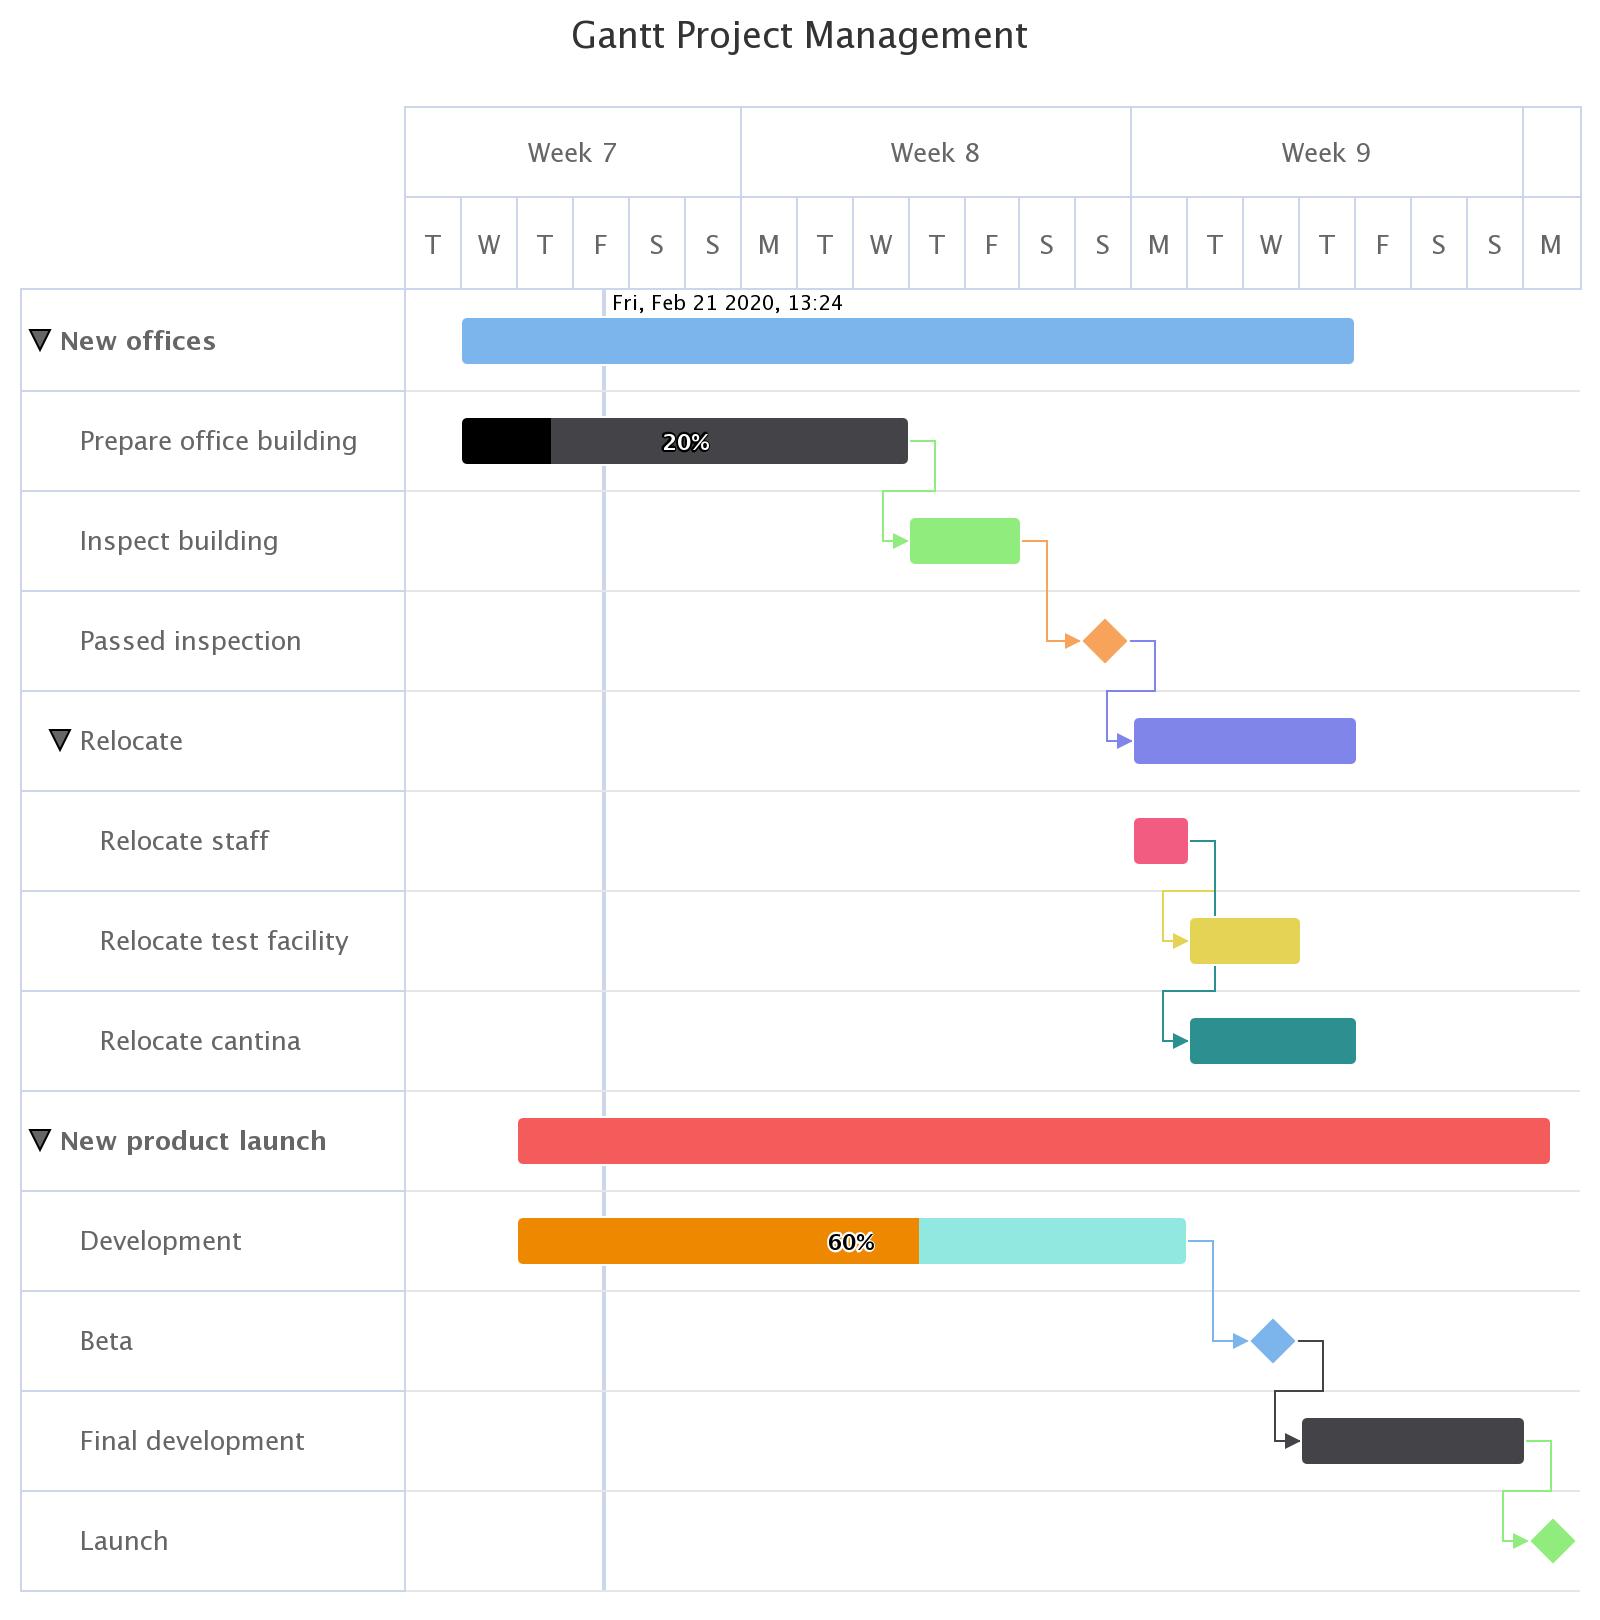 Gantt Project Management
Week 7 Week 8 Week 9
T W T F S S M T W T F S S M T W T F S S M
Fri, Feb 21 2020, 13:24
New offices
Prepare office building 20%
Inspect building
Passed inspection
Relocate
Relocate staff
Relocate test facility
Relocate cantina
New product launch
Development 60%
Beta
Final development
Launch